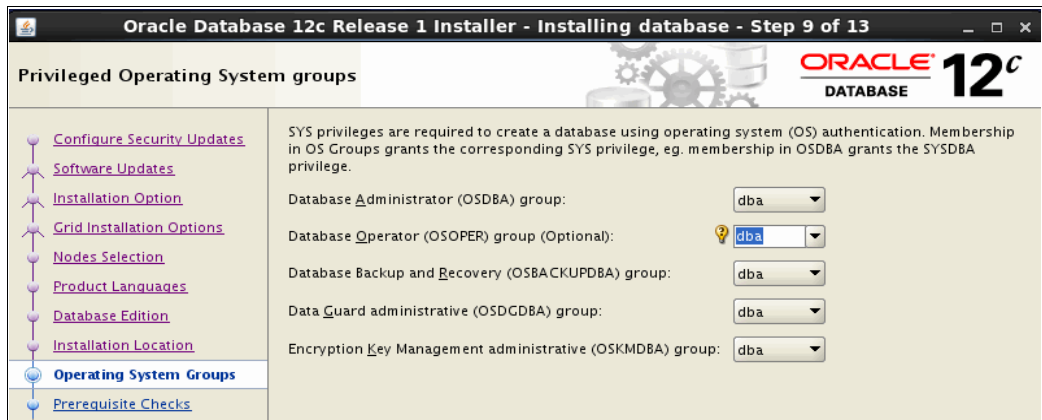 Oracle Database 12c Release 1 Installer - Installing database - Step 9 of 13
Privileged Operating System groups
ORACLE
DATABASE
12c
Configure Security Updates
Software Updates
Installation Option
Grid Installation Options
Nodes Selection
Product Languages
Database Edition
Installation Location
Operating System Groups
Prerequisite Checks
SYS privileges are required to create a database using operating system (OS) authentication. Membership
in OS Groups grants the corresponding SYS privilege, eg. membership in OSDBA grants the SYSDBA
privilege.
Database Administrator (OSDBA) group: dba
Database Operator (OSOPER) group (Optional): dba
Database Backup and Recovery (OSBACKUPDBA) group: dba
Data Guard administrative (OSDGDBA) group: dba
Encryption Key Management administrative (OSKMDBA) group: dba